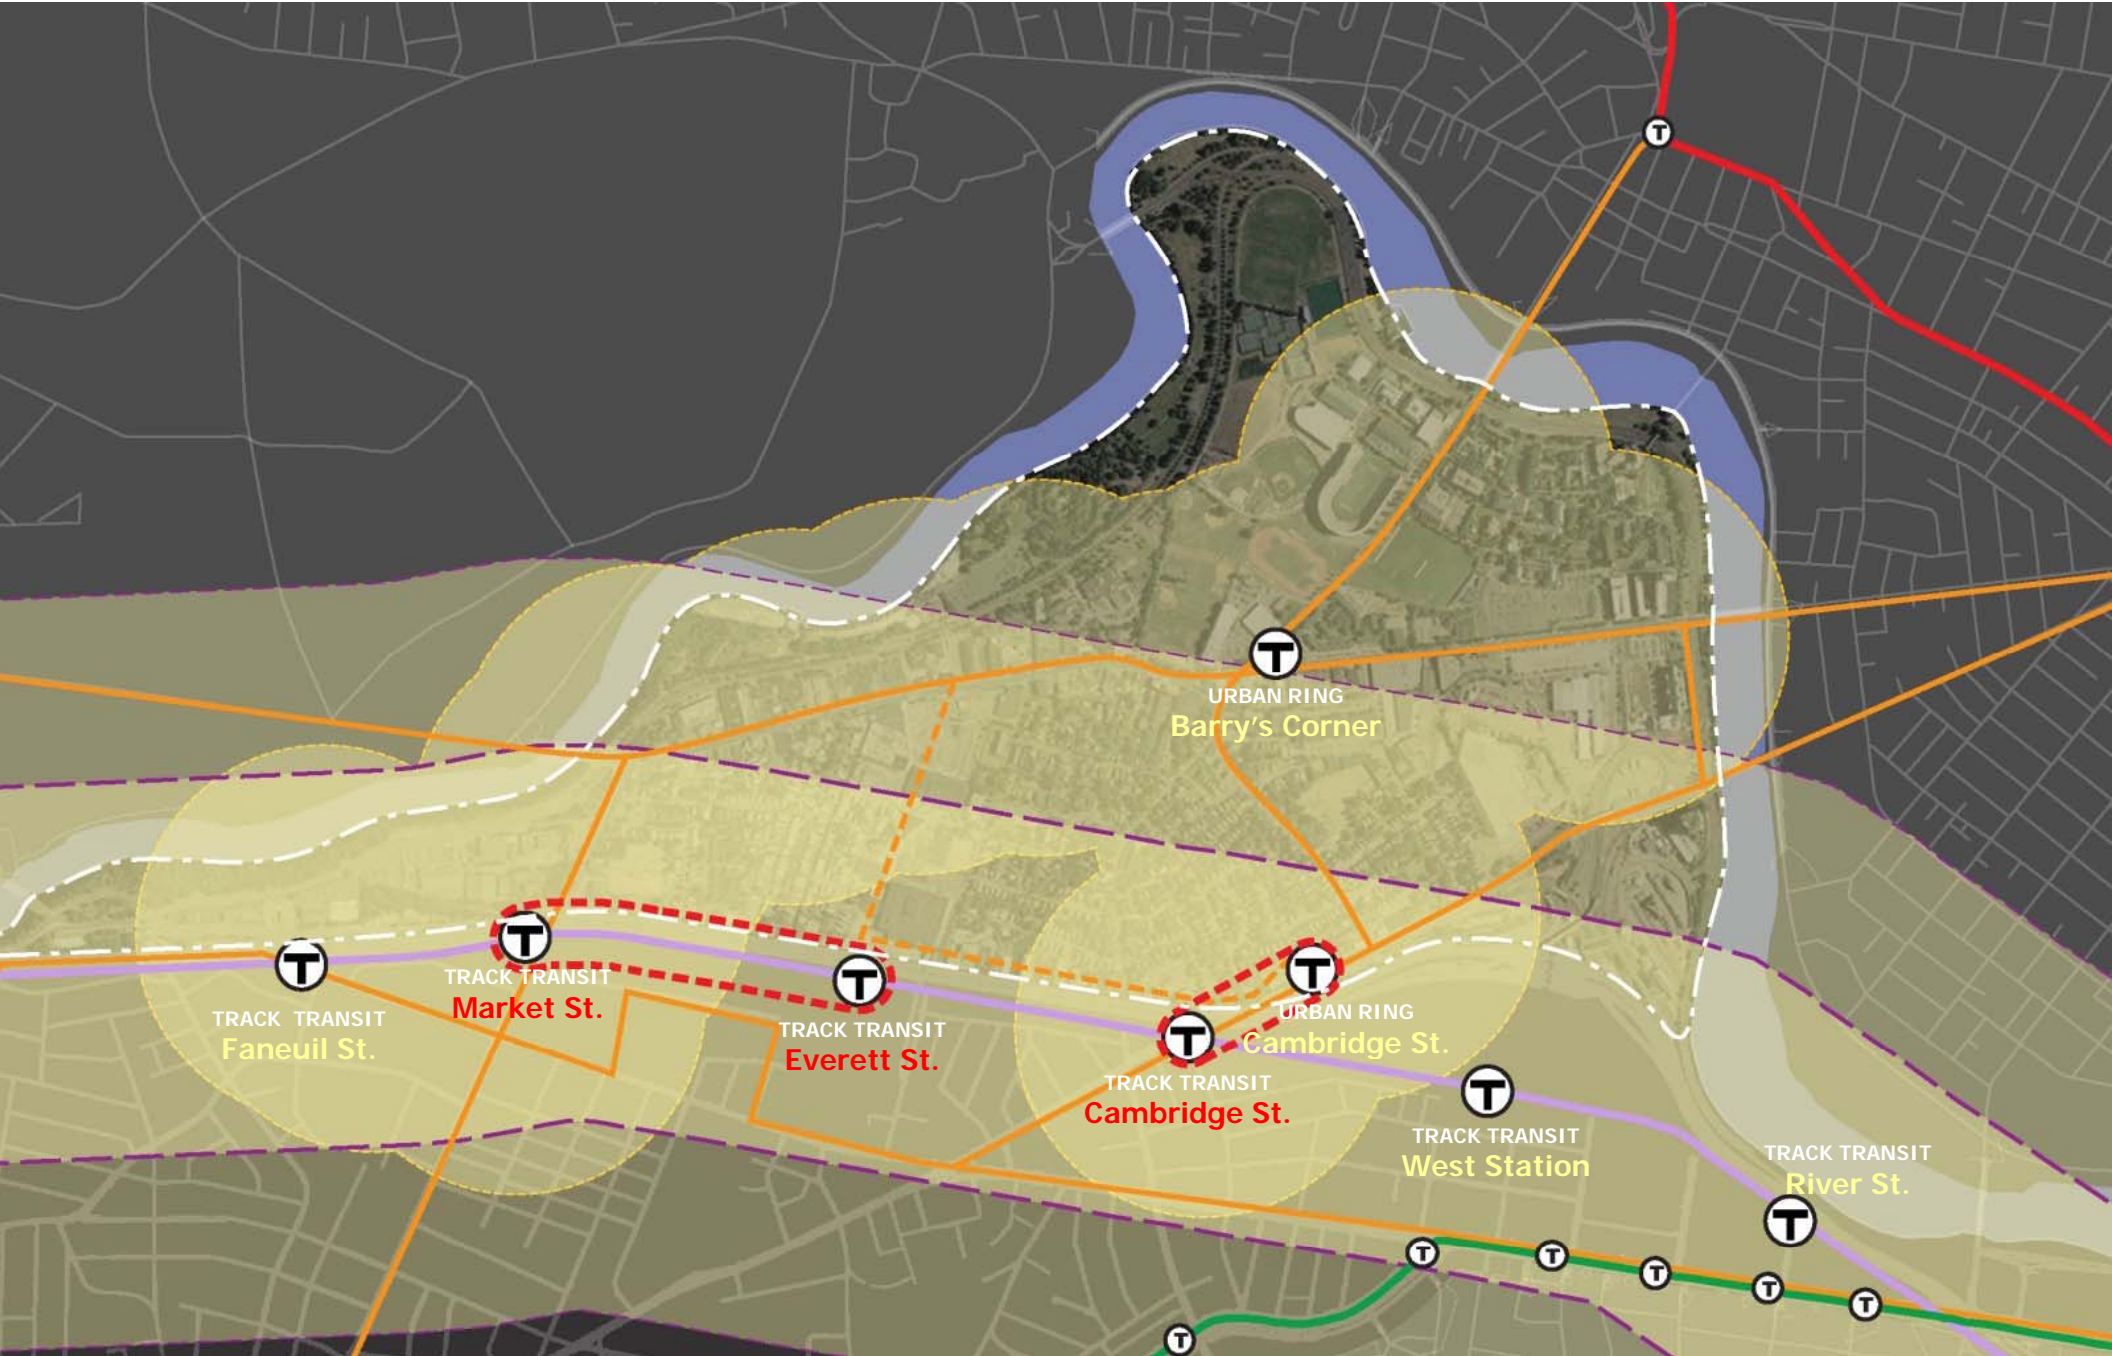 T
T
URBAN RING
Barry's Corner
T
TRACK TRANSIT
Faneuil St.
T
TRACK TRANSIT
Market St.
T
TRACK TRANSIT
Everett St.
T
URBAN RING
Cambridge St.
T
TRACK TRANSIT
Cambridge St.
T
TRACK TRANSIT
West Station
TRACK TRANSIT
River St.
T
T
T
T
T
T
T